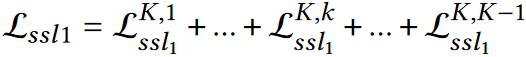 𝓛_{ssl1} = 𝓛_{ssl_1}^{K,1} + ... + 𝓛_{ssl_1}^{K,k} + ... + 𝓛_{ssl_1}^{K,K−1}